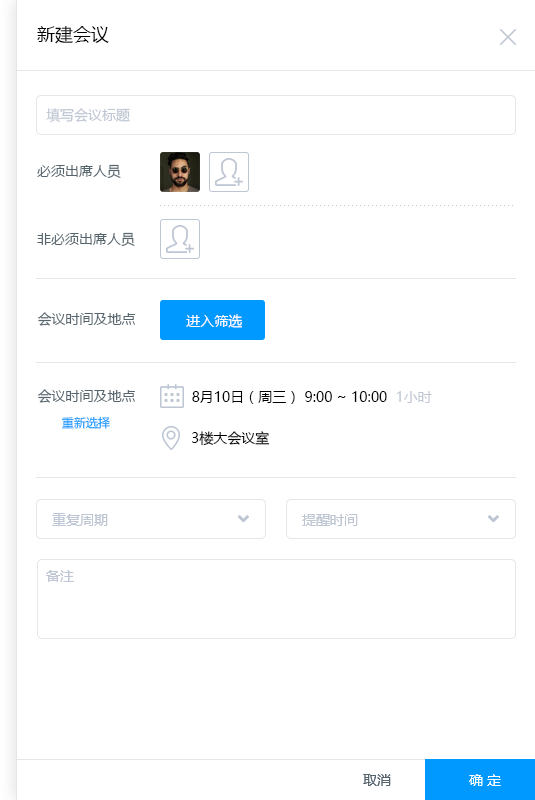 新建会议
填写会议标题
必须出席人员
非必须出席人员
会议时间及地点 进入筛选
会议时间及地点 8月10日（周三） 9:00 ~ 10:00 1小时
重新选择
3楼大会议室
重复周期 提醒时间
备注
取消 确 定